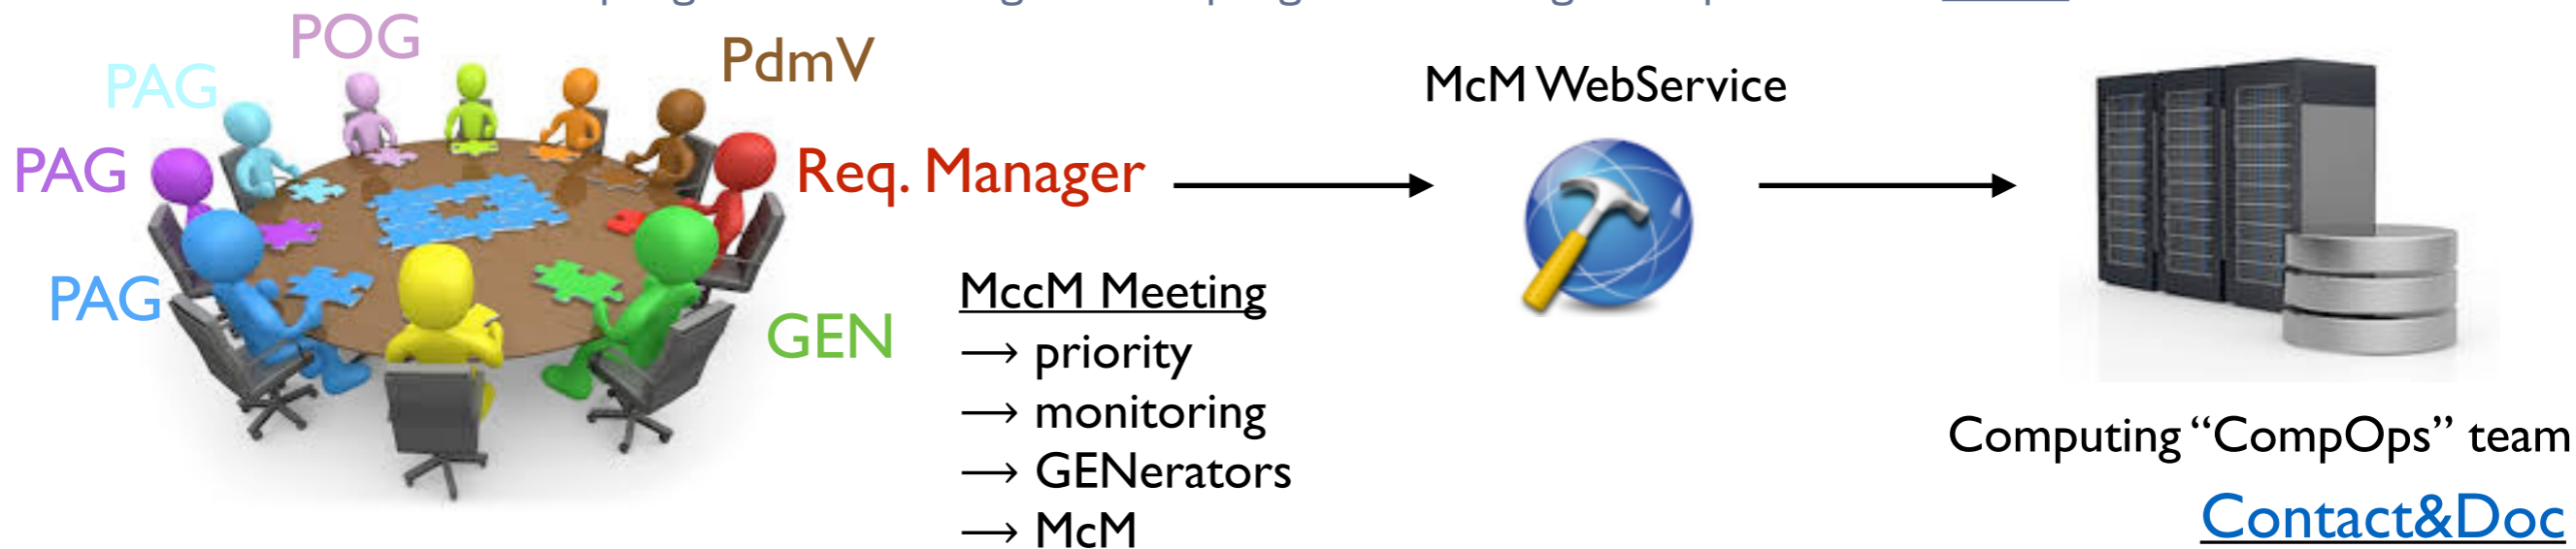 POG
PdmV
PAG
McM WebService
PAG
Req. Manager
PAG
MccM Meeting
GEN
→ priority
→ monitoring
→ GENerators
→ McM
Computing “CompOps” team
Contact&Doc